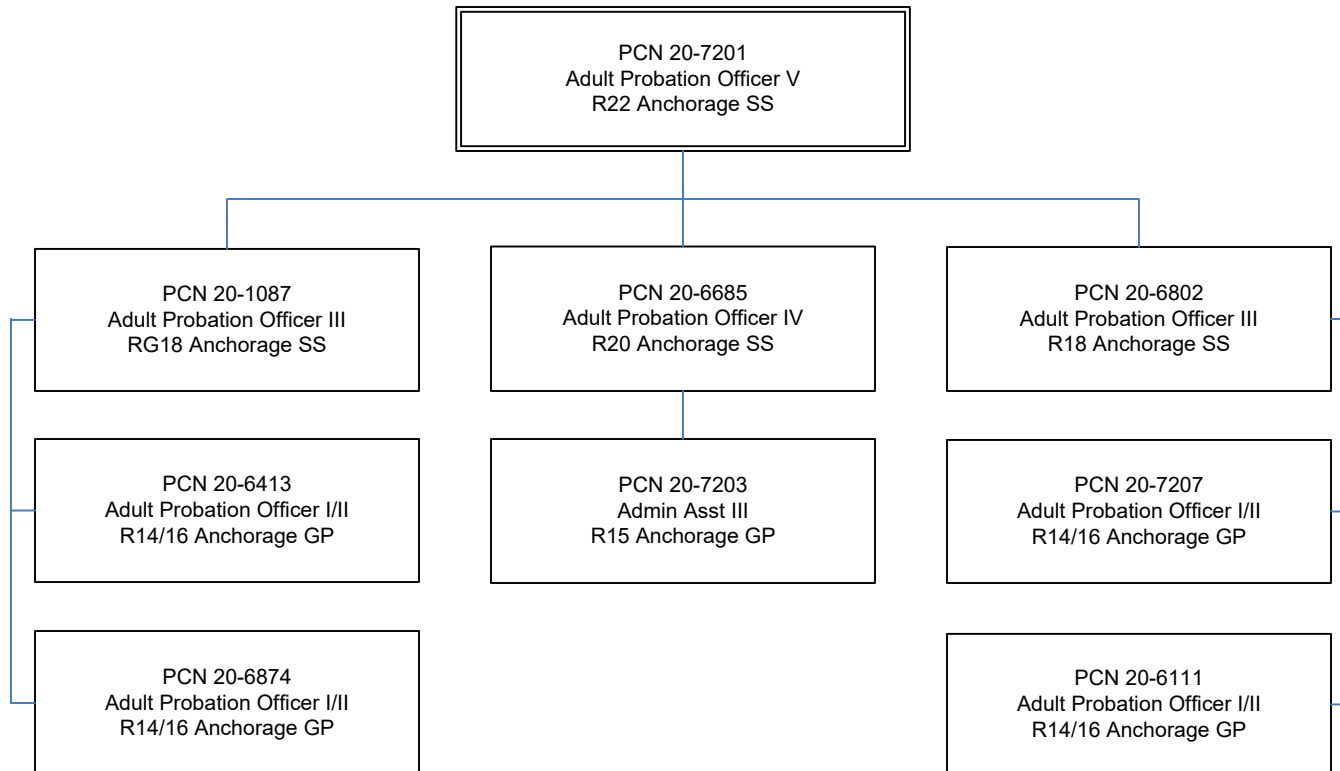 PCN 20-7201
Adult Probation Officer V
R22 Anchorage SS
PCN 20-1087
Adult Probation Officer III
RG18 Anchorage SS
PCN 20-6685
Adult Probation Officer IV
R20 Anchorage SS
PCN 20-6802
Adult Probation Officer III
R18 Anchorage SS
PCN 20-6413
Adult Probation Officer I/II
R14/16 Anchorage GP
PCN 20-7203
Admin Asst III
R15 Anchorage GP
PCN 20-7207
Adult Probation Officer I/II
R14/16 Anchorage GP
PCN 20-6874
Adult Probation Officer I/II
R14/16 Anchorage GP
PCN 20-6111
Adult Probation Officer I/II
R14/16 Anchorage GP